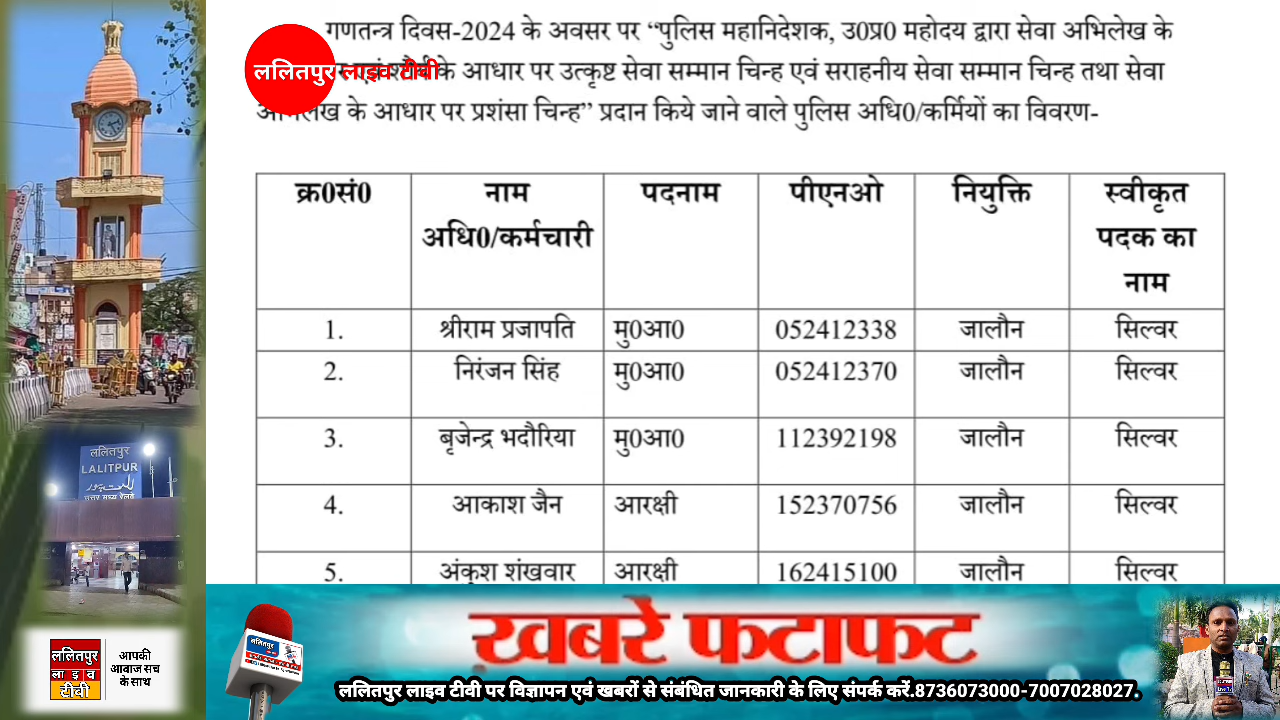 गणतन्त्र दिवस-2024 के अवसर पर “पुलिस महानिदेशक, उ0प्र0 महोदय द्वारा सेवा अभिलेख के
ललितपुर लाइव टीवी
के आधार पर उत्कृष्ट सेवा सम्मान चिन्ह एवं सराहनीय सेवा सम्मान चिन्ह तथा सेवा
के आधार पर प्रशंसा चिन्ह” प्रदान किये जाने वाले पुलिस अधि0/कर्मियों का विवरण-
क्र0सं0 नाम अधि0/कर्मचारी पदनाम पीएनओ नियुक्ति स्वीकृत पदक का नाम
1. श्रीराम प्रजापति मु0आ0 052412338 जालौन सिल्वर
2. निरंजन सिंह मु0आ0 052412370 जालौन सिल्वर
3. बृजेन्द्र भदौरिया मु0आ0 112392198 जालौन सिल्वर
4. आकाश जैन आरक्षी 152370756 जालौन सिल्वर
5. अंकुश शंखवार आरक्षी 162415100 जालौन सिल्वर
ललितपुर
LALITPUR
ललितपुर
लाइव
टीवी
आपकी
आवाज सच
के साथ
ललितपुर
खबरे फटाफट
ललितपुर लाइव टीवी पर विज्ञापन एवं खबरों से संबंधित जानकारी के लिए संपर्क करें.8736073000-7007028027.